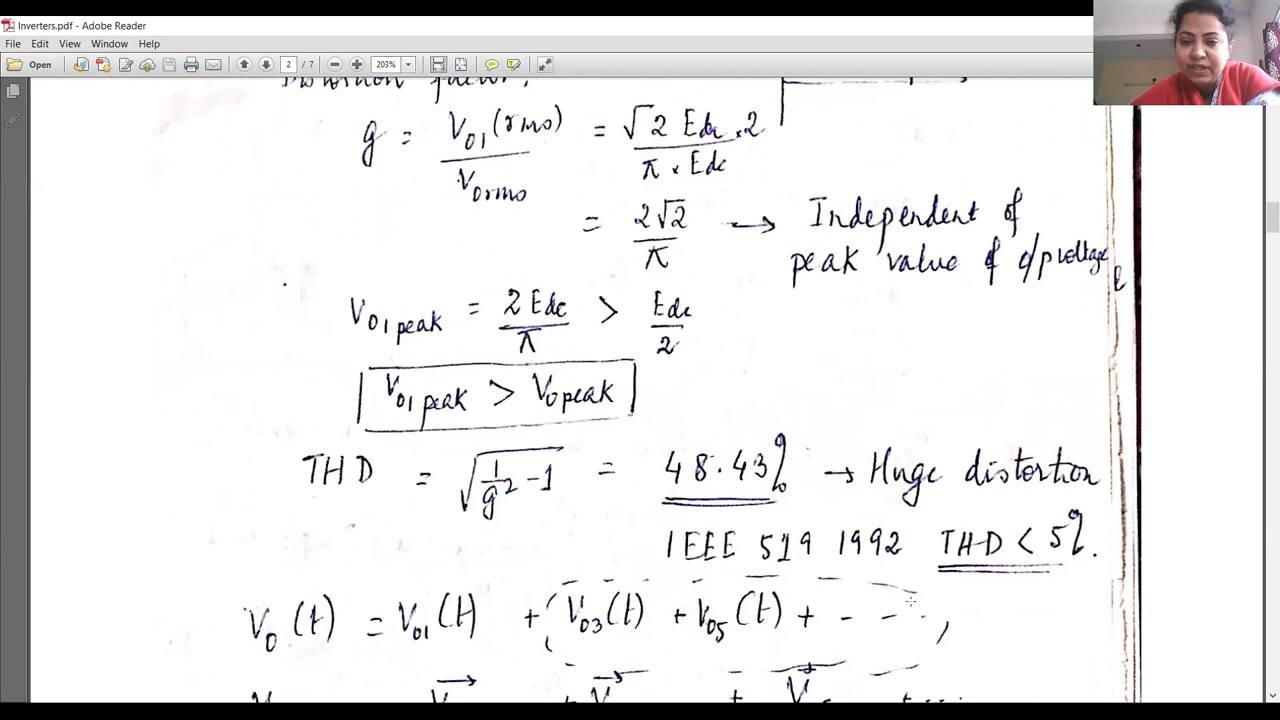 Inverters.pdf - Adobe Reader
File Edit View Window Help
Open 2 / 7 203%
Distortion factor,
g = V01(rms) / V0rms = √2 Edc × 2 / π × Edc
= 2√2 / π → Independent of
peak value of o/p voltage
V01peak = 2Edc / π > Edc / 2
V01peak > V0peak
THD = √(1/g² - 1) = 48.43% → Huge distortion
IEEE 519 1992 THD < 5%.
V0(t) = V01(t) + (V03(t) + V05(t) + - - -